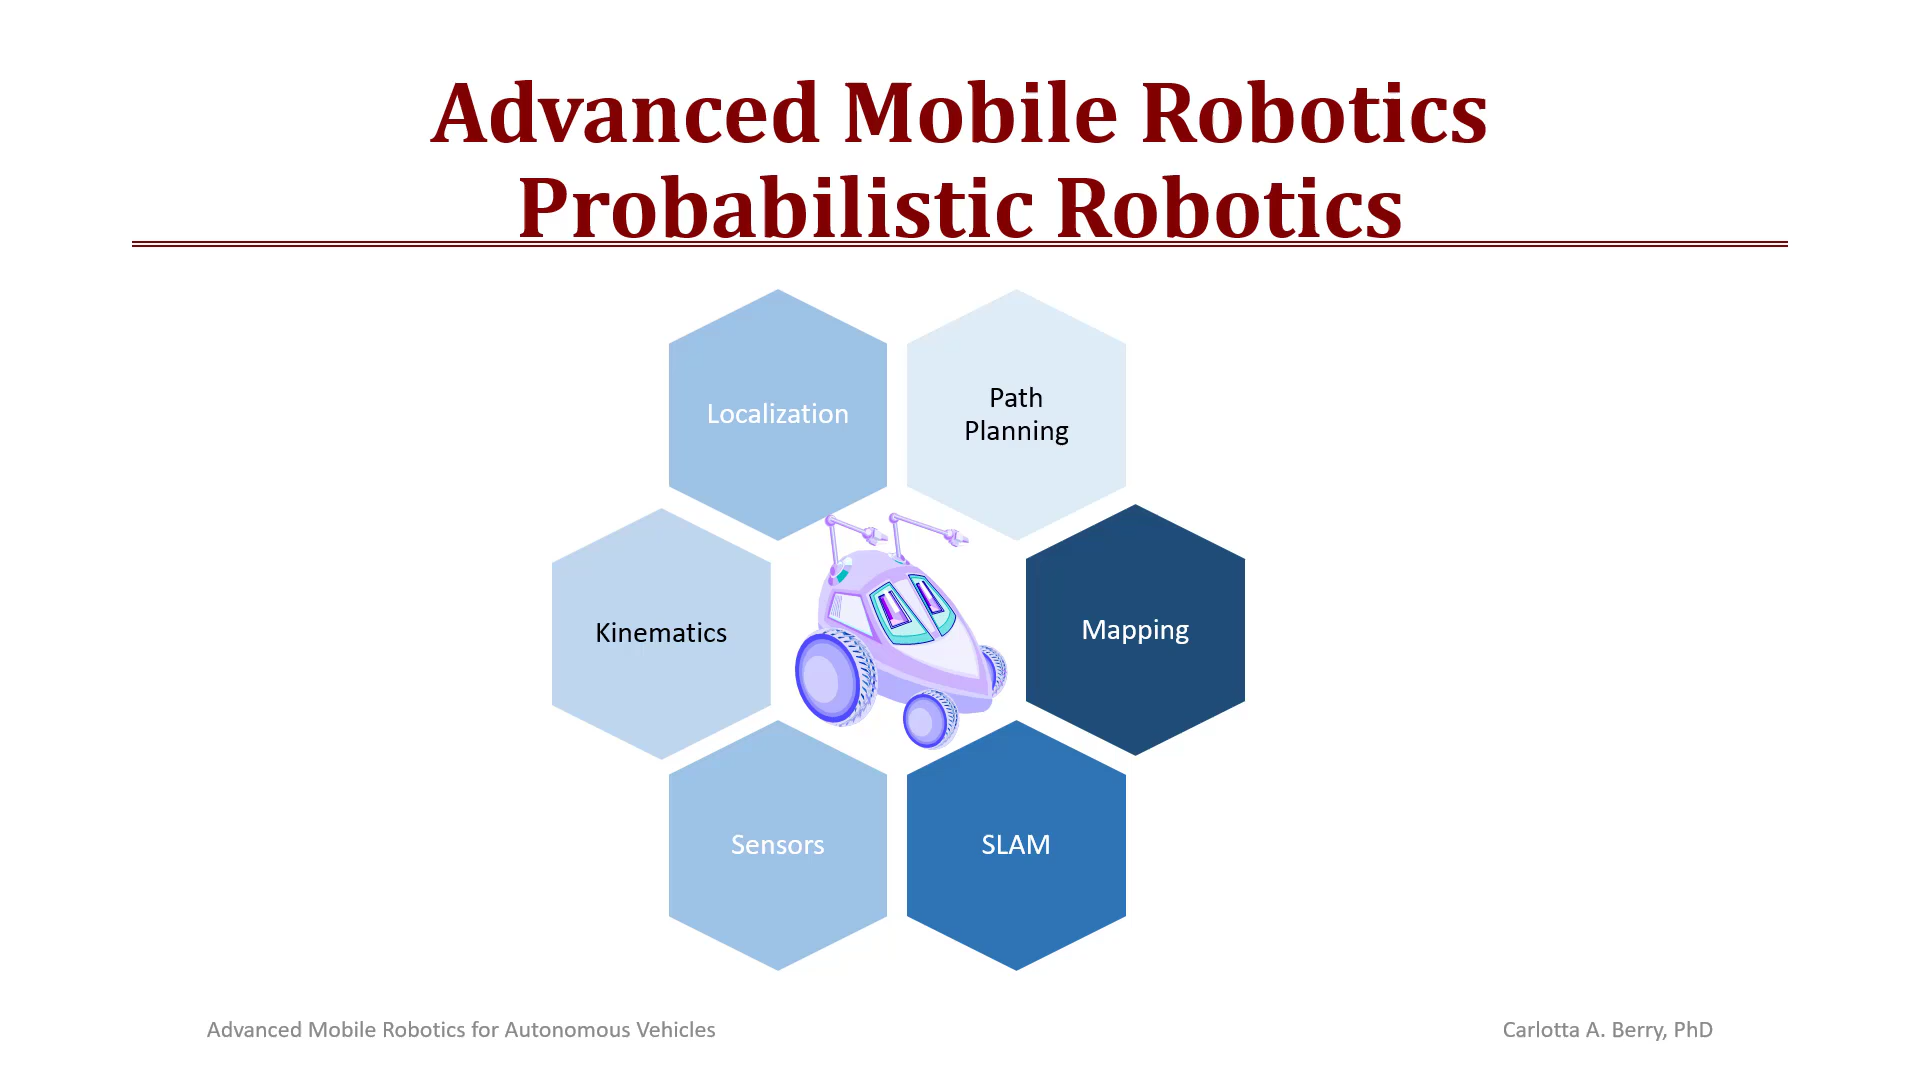 Advanced Mobile Robotics
Probabilistic Robotics
Localization
Path
Planning
Kinematics
Mapping
Sensors
SLAM
Advanced Mobile Robotics for Autonomous Vehicles
Carlotta A. Berry, PhD